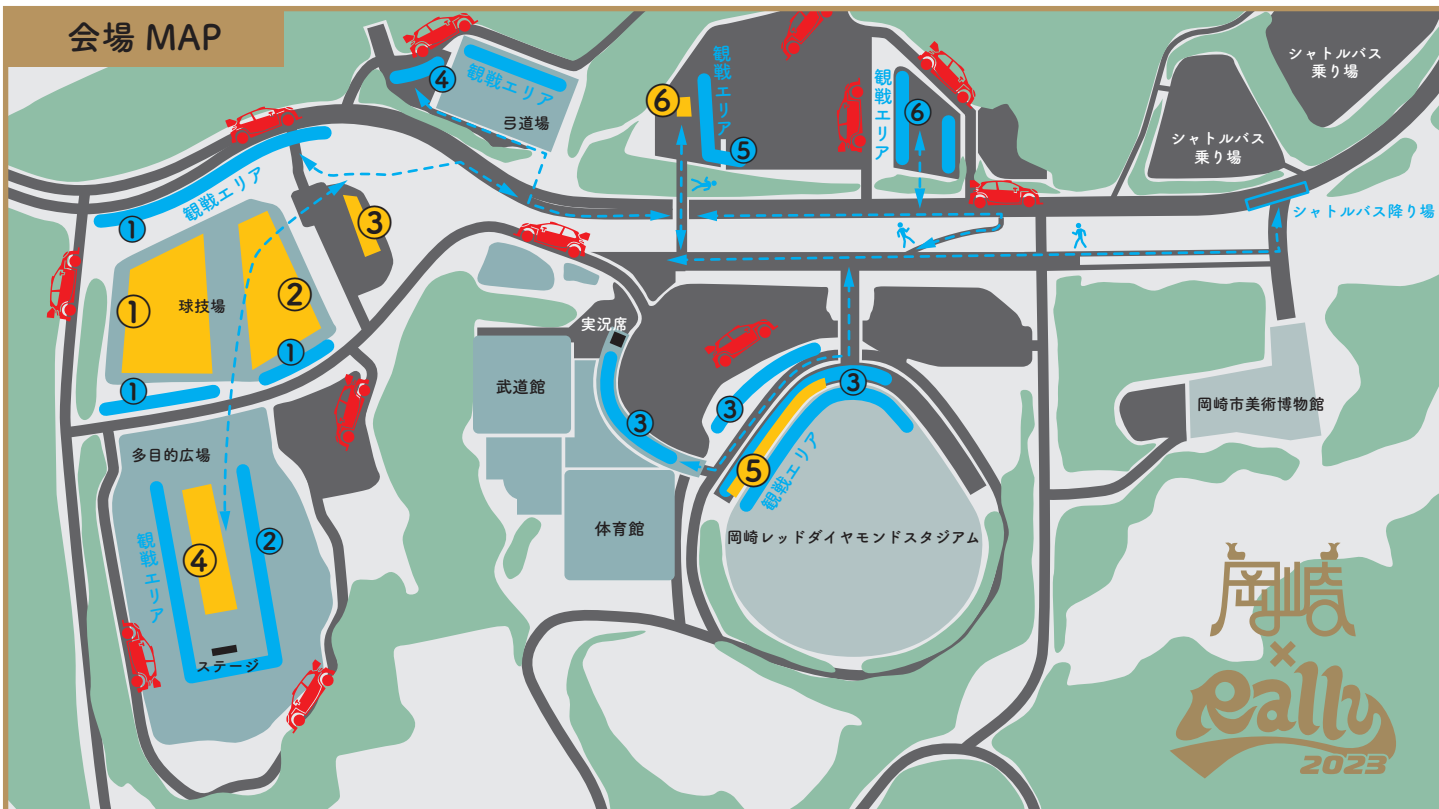 会場 MAP
観戦エリア
④
弓道場
観戦エリア
⑥
⑤
観戦エリア
⑥
シャトルバス
乗り場
シャトルバス
乗り場
シャトルバス降り場
観戦エリア
①
③
①
球技場
②
①
①
実況席
武道館
③
③
③
⑤
観戦エリア
体育館
岡崎レッドダイヤモンドスタジアム
岡崎市美術博物館
多目的広場
観戦エリア
④
②
ステージ
岡崎
×
Rally
2023